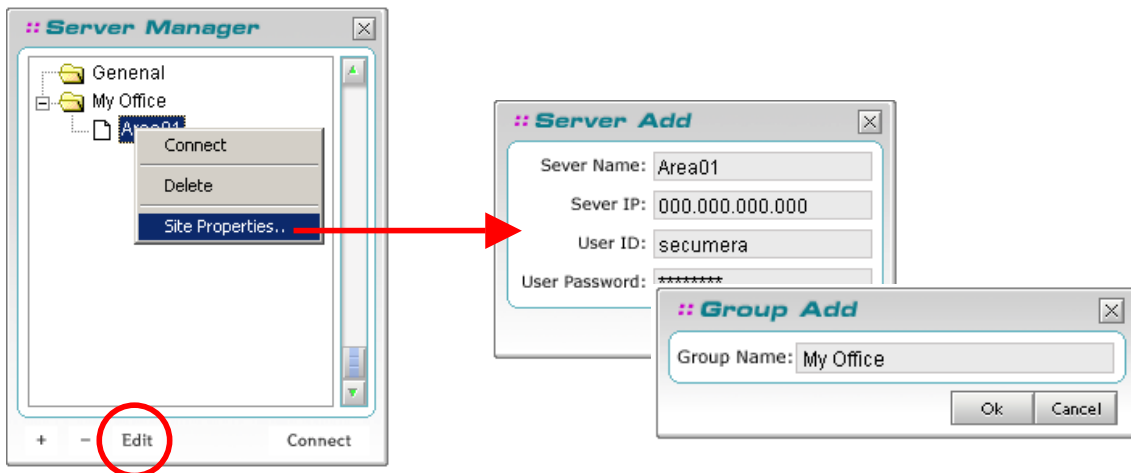 :: Server Manager
Genenal
My Office
Area01
Connect
Delete
Site Properties..
+ - Edit Connect
:: Server Add
Sever Name: Area01
Sever IP: 000.000.000.000
User ID: secumera
User Password: ********
:: Group Add
Group Name: My Office
Ok Cancel